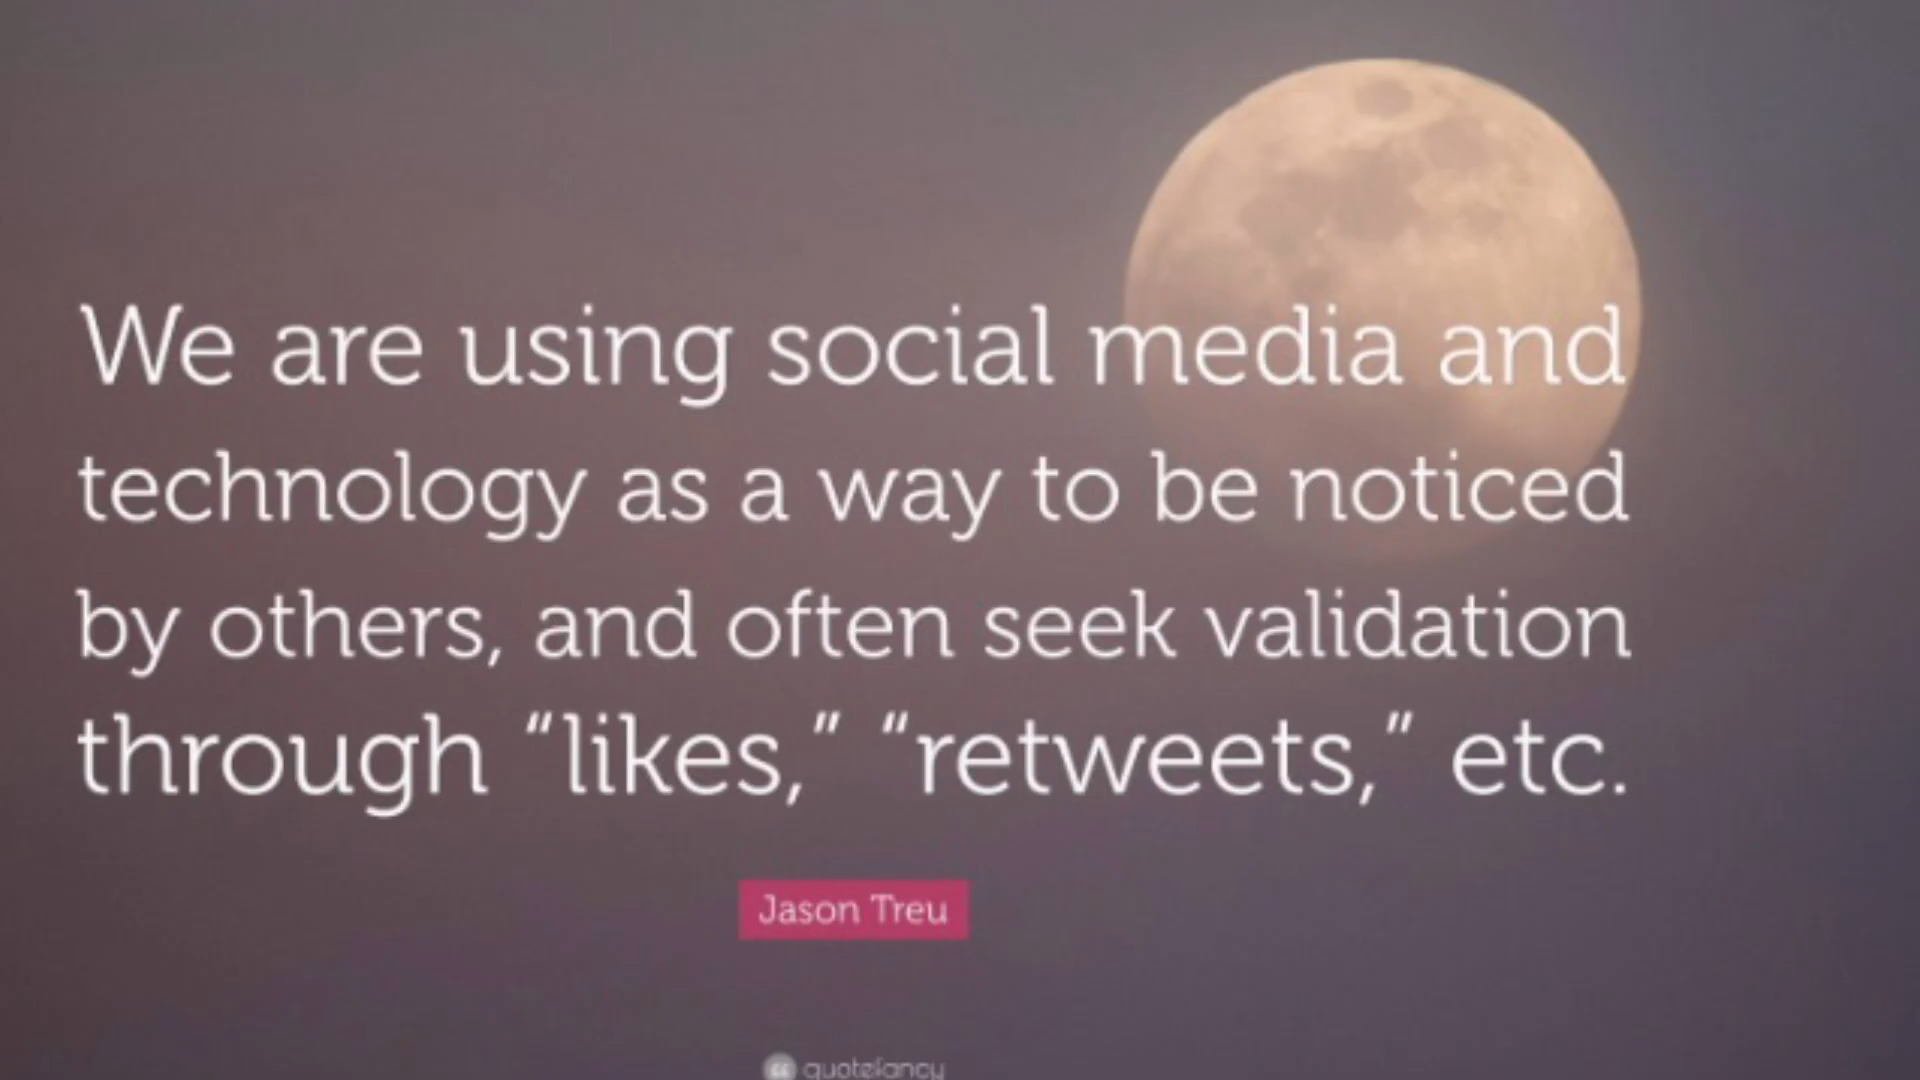 We are using social media and
technology as a way to be noticed
by others, and often seek validation
through “likes,” “retweets,” etc.
Jason Treu
quotefancy